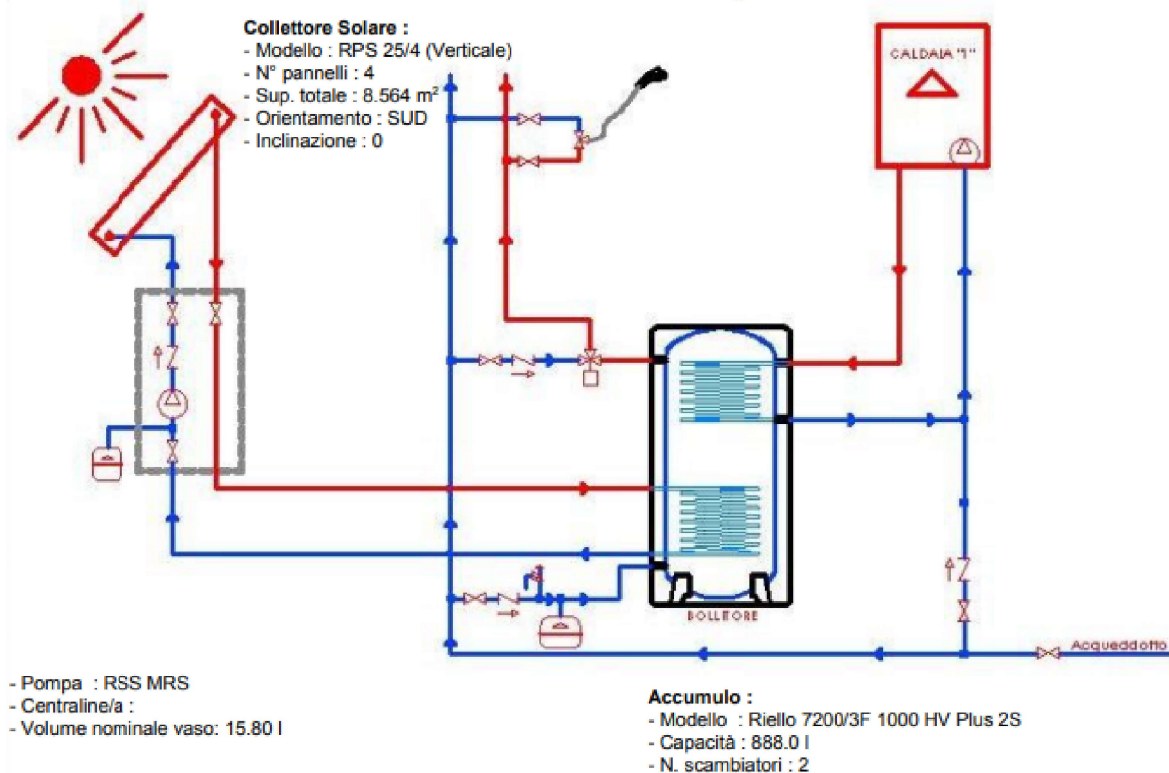 Collettore Solare :
- Modello : RPS 25/4 (Verticale)
- N° pannelli : 4
- Sup. totale : 8.564 m²
- Orientamento : SUD
- Inclinazione : 0
CALDAIA "1"
BOLLITORE
Acqueddotto
- Pompa : RSS MRS
- Centraline/a :
- Volume nominale vaso: 15.80 l
Accumulo :
- Modello : Riello 7200/3F 1000 HV Plus 2S
- Capacità : 888.0 l
- N. scambiatori : 2